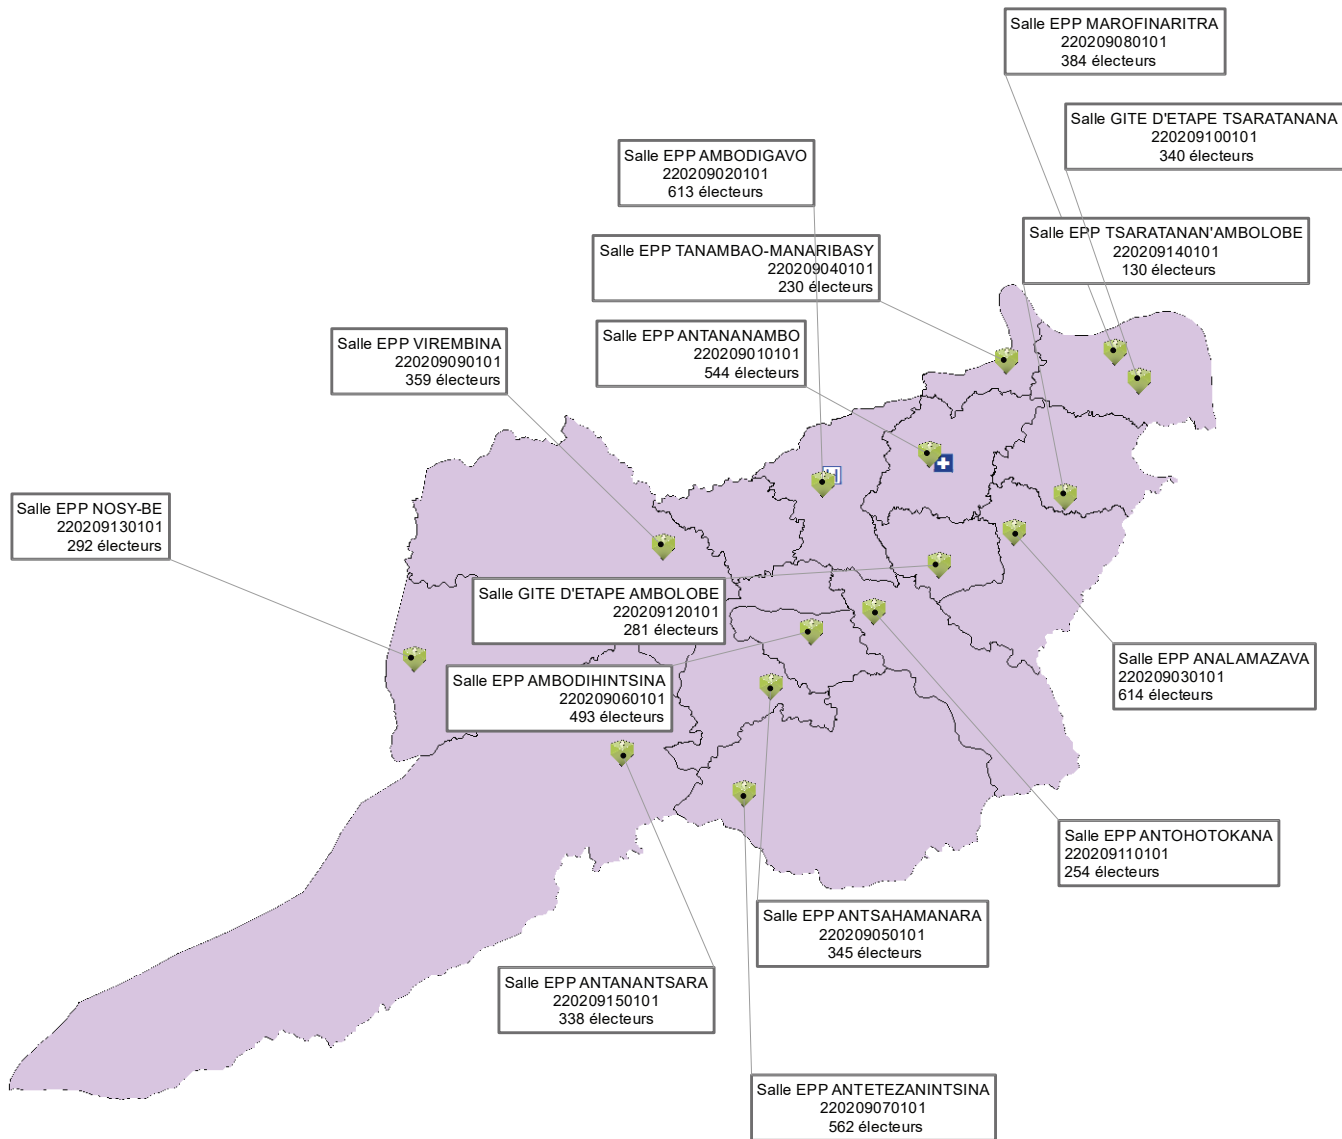 Salle EPP MAROFINARITRA
220209080101
384 électeurs
Salle GITE D'ETAPE TSARATANANA
220209100101
340 électeurs
Salle EPP AMBODIGAVO
220209020101
613 électeurs
Salle EPP TSARATANAN'AMBOLOBE
220209140101
130 électeurs
Salle EPP TANAMBAO-MANARIBASY
220209040101
230 électeurs
Salle EPP ANTANANAMBO
220209010101
544 électeurs
Salle EPP VIREMBINA
220209090101
359 électeurs
Salle EPP NOSY-BE
220209130101
292 électeurs
Salle GITE D'ETAPE AMBOLOBE
220209120101
281 électeurs
Salle EPP AMBODIHINTSINA
220209060101
493 électeurs
Salle EPP ANALAMAZAVA
220209030101
614 électeurs
Salle EPP ANTOHOTOKANA
220209110101
254 électeurs
Salle EPP ANTSAHAMANARA
220209050101
345 électeurs
Salle EPP ANTANANTSARA
220209150101
338 électeurs
Salle EPP ANTETEZANINTSINA
220209070101
562 électeurs